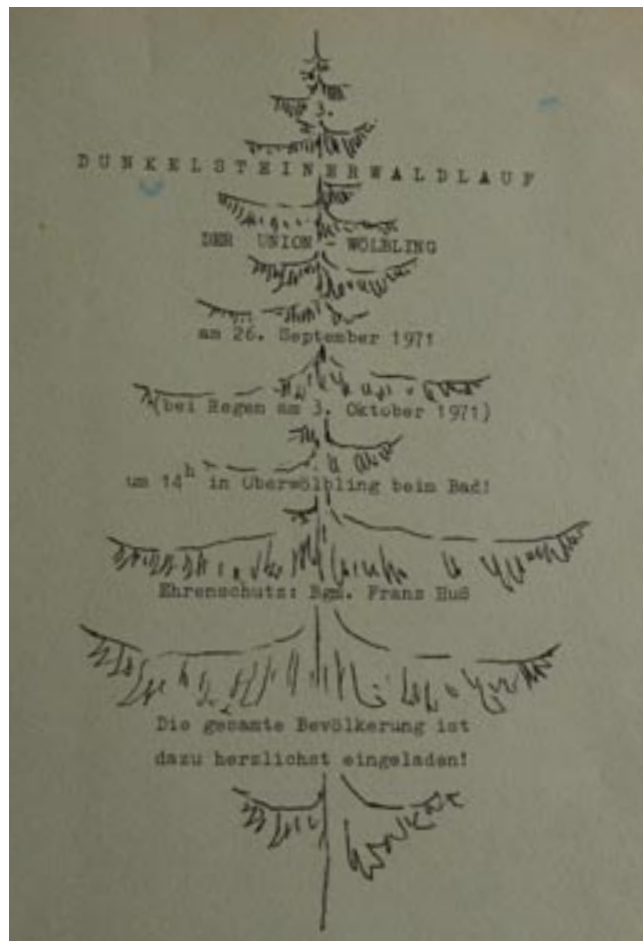 3.
DUNKELSTEINERWALDLAUF
DER UNION - WÖLBLING
am 26. September 1971
(bei Regen am 3. Oktober 1971)
um 14h in Oberwölbling beim Bad!
Ehrenschutz: Bgm. Franz Huß
Die gesamte Bevölkerung ist
dazu herzlichst eingeladen!